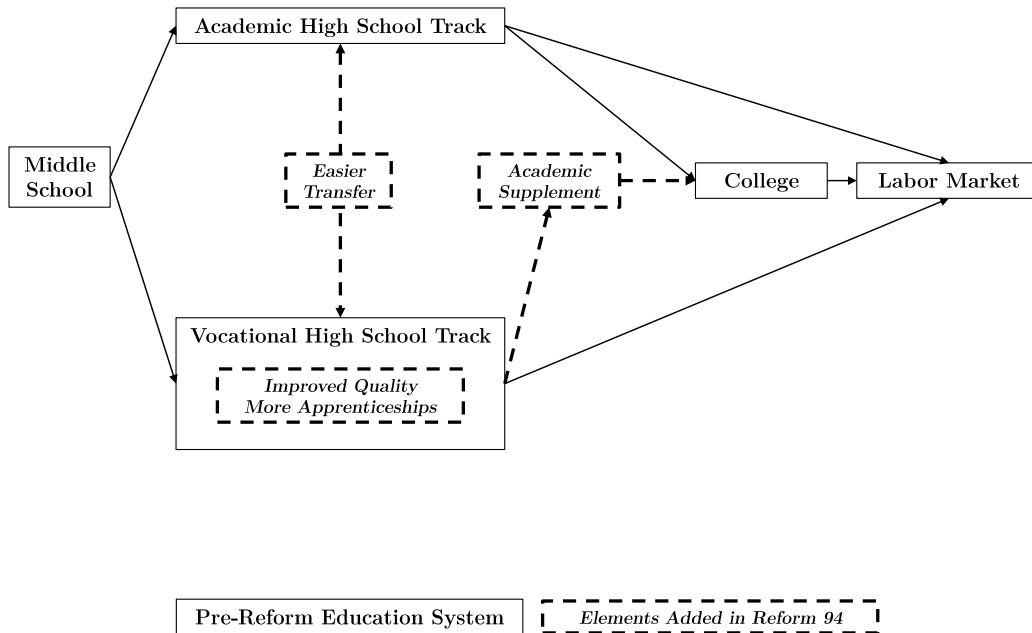 Academic High School Track
Middle
School
Easier
Transfer
Academic
Supplement
College
Labor Market
Vocational High School Track
Improved Quality
More Apprenticeships
Pre-Reform Education System
Elements Added in Reform 94